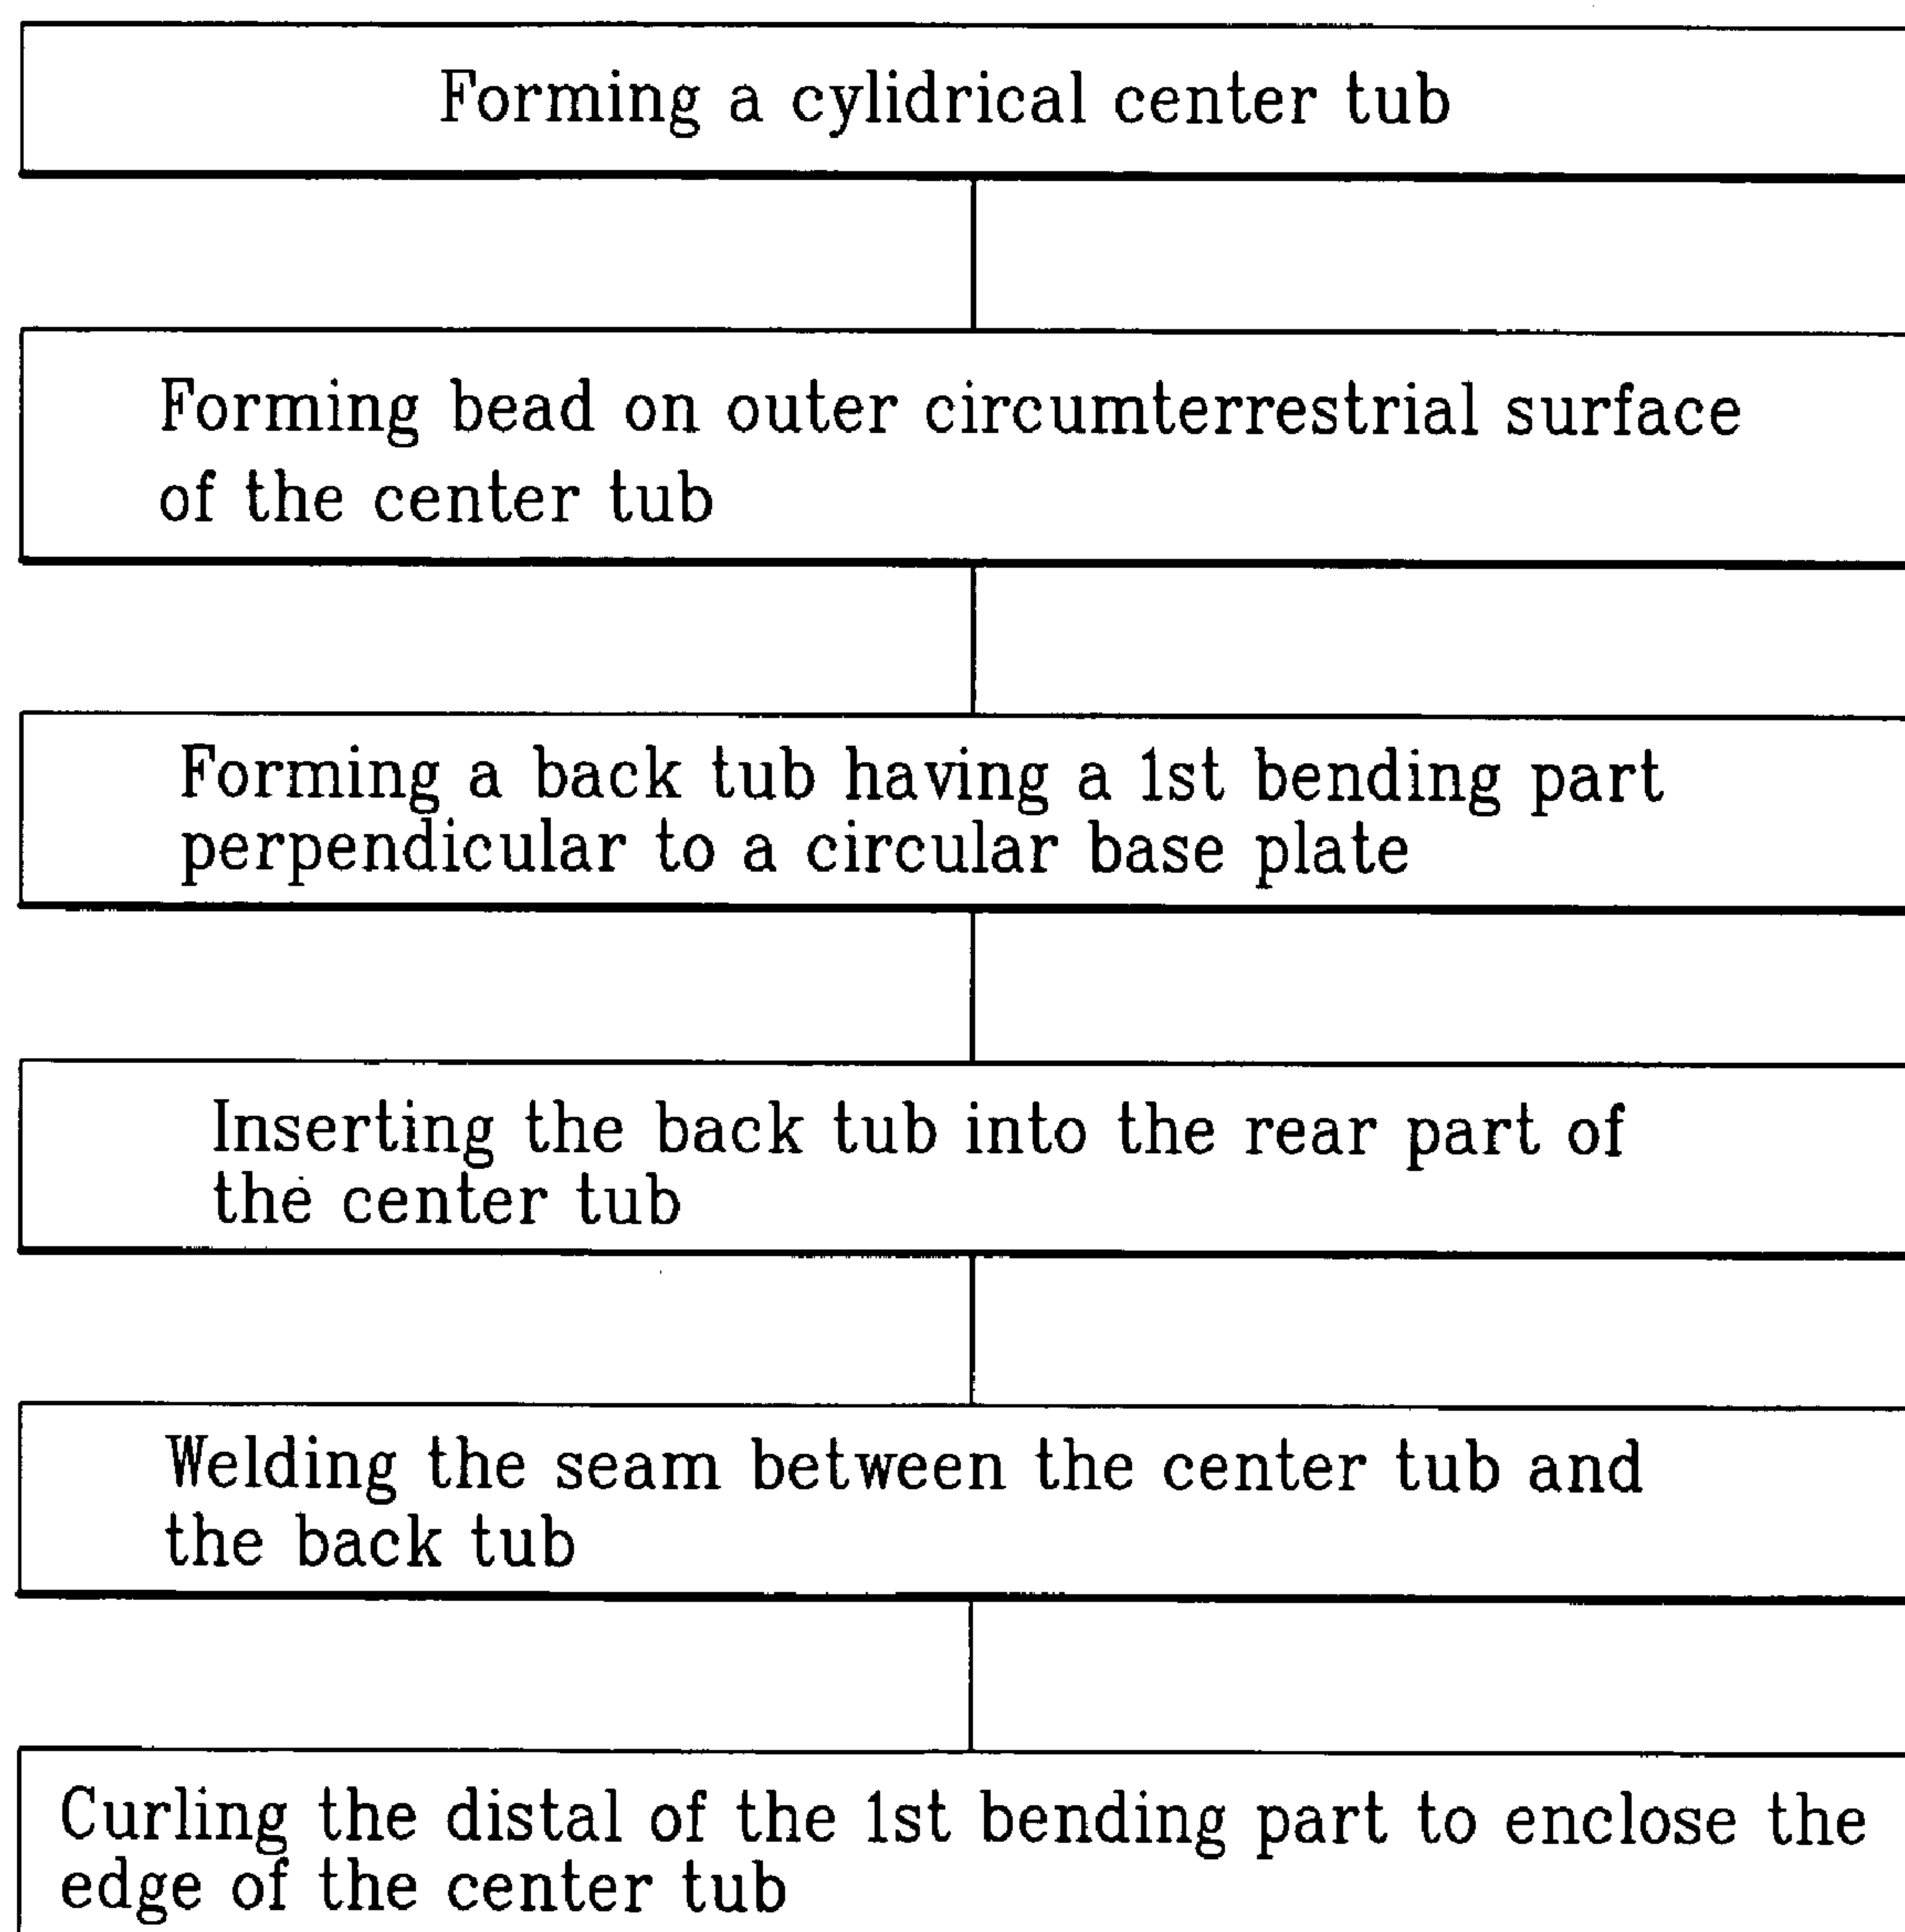 Forming a cylidrical center tub
Forming bead on outer circumterrestrial surface
of the center tub
Forming a back tub having a 1st bending part
perpendicular to a circular base plate
Inserting the back tub into the rear part of
the center tub
Welding the seam between the center tub and
the back tub
Curling the distal of the 1st bending part to enclose the
edge of the center tub